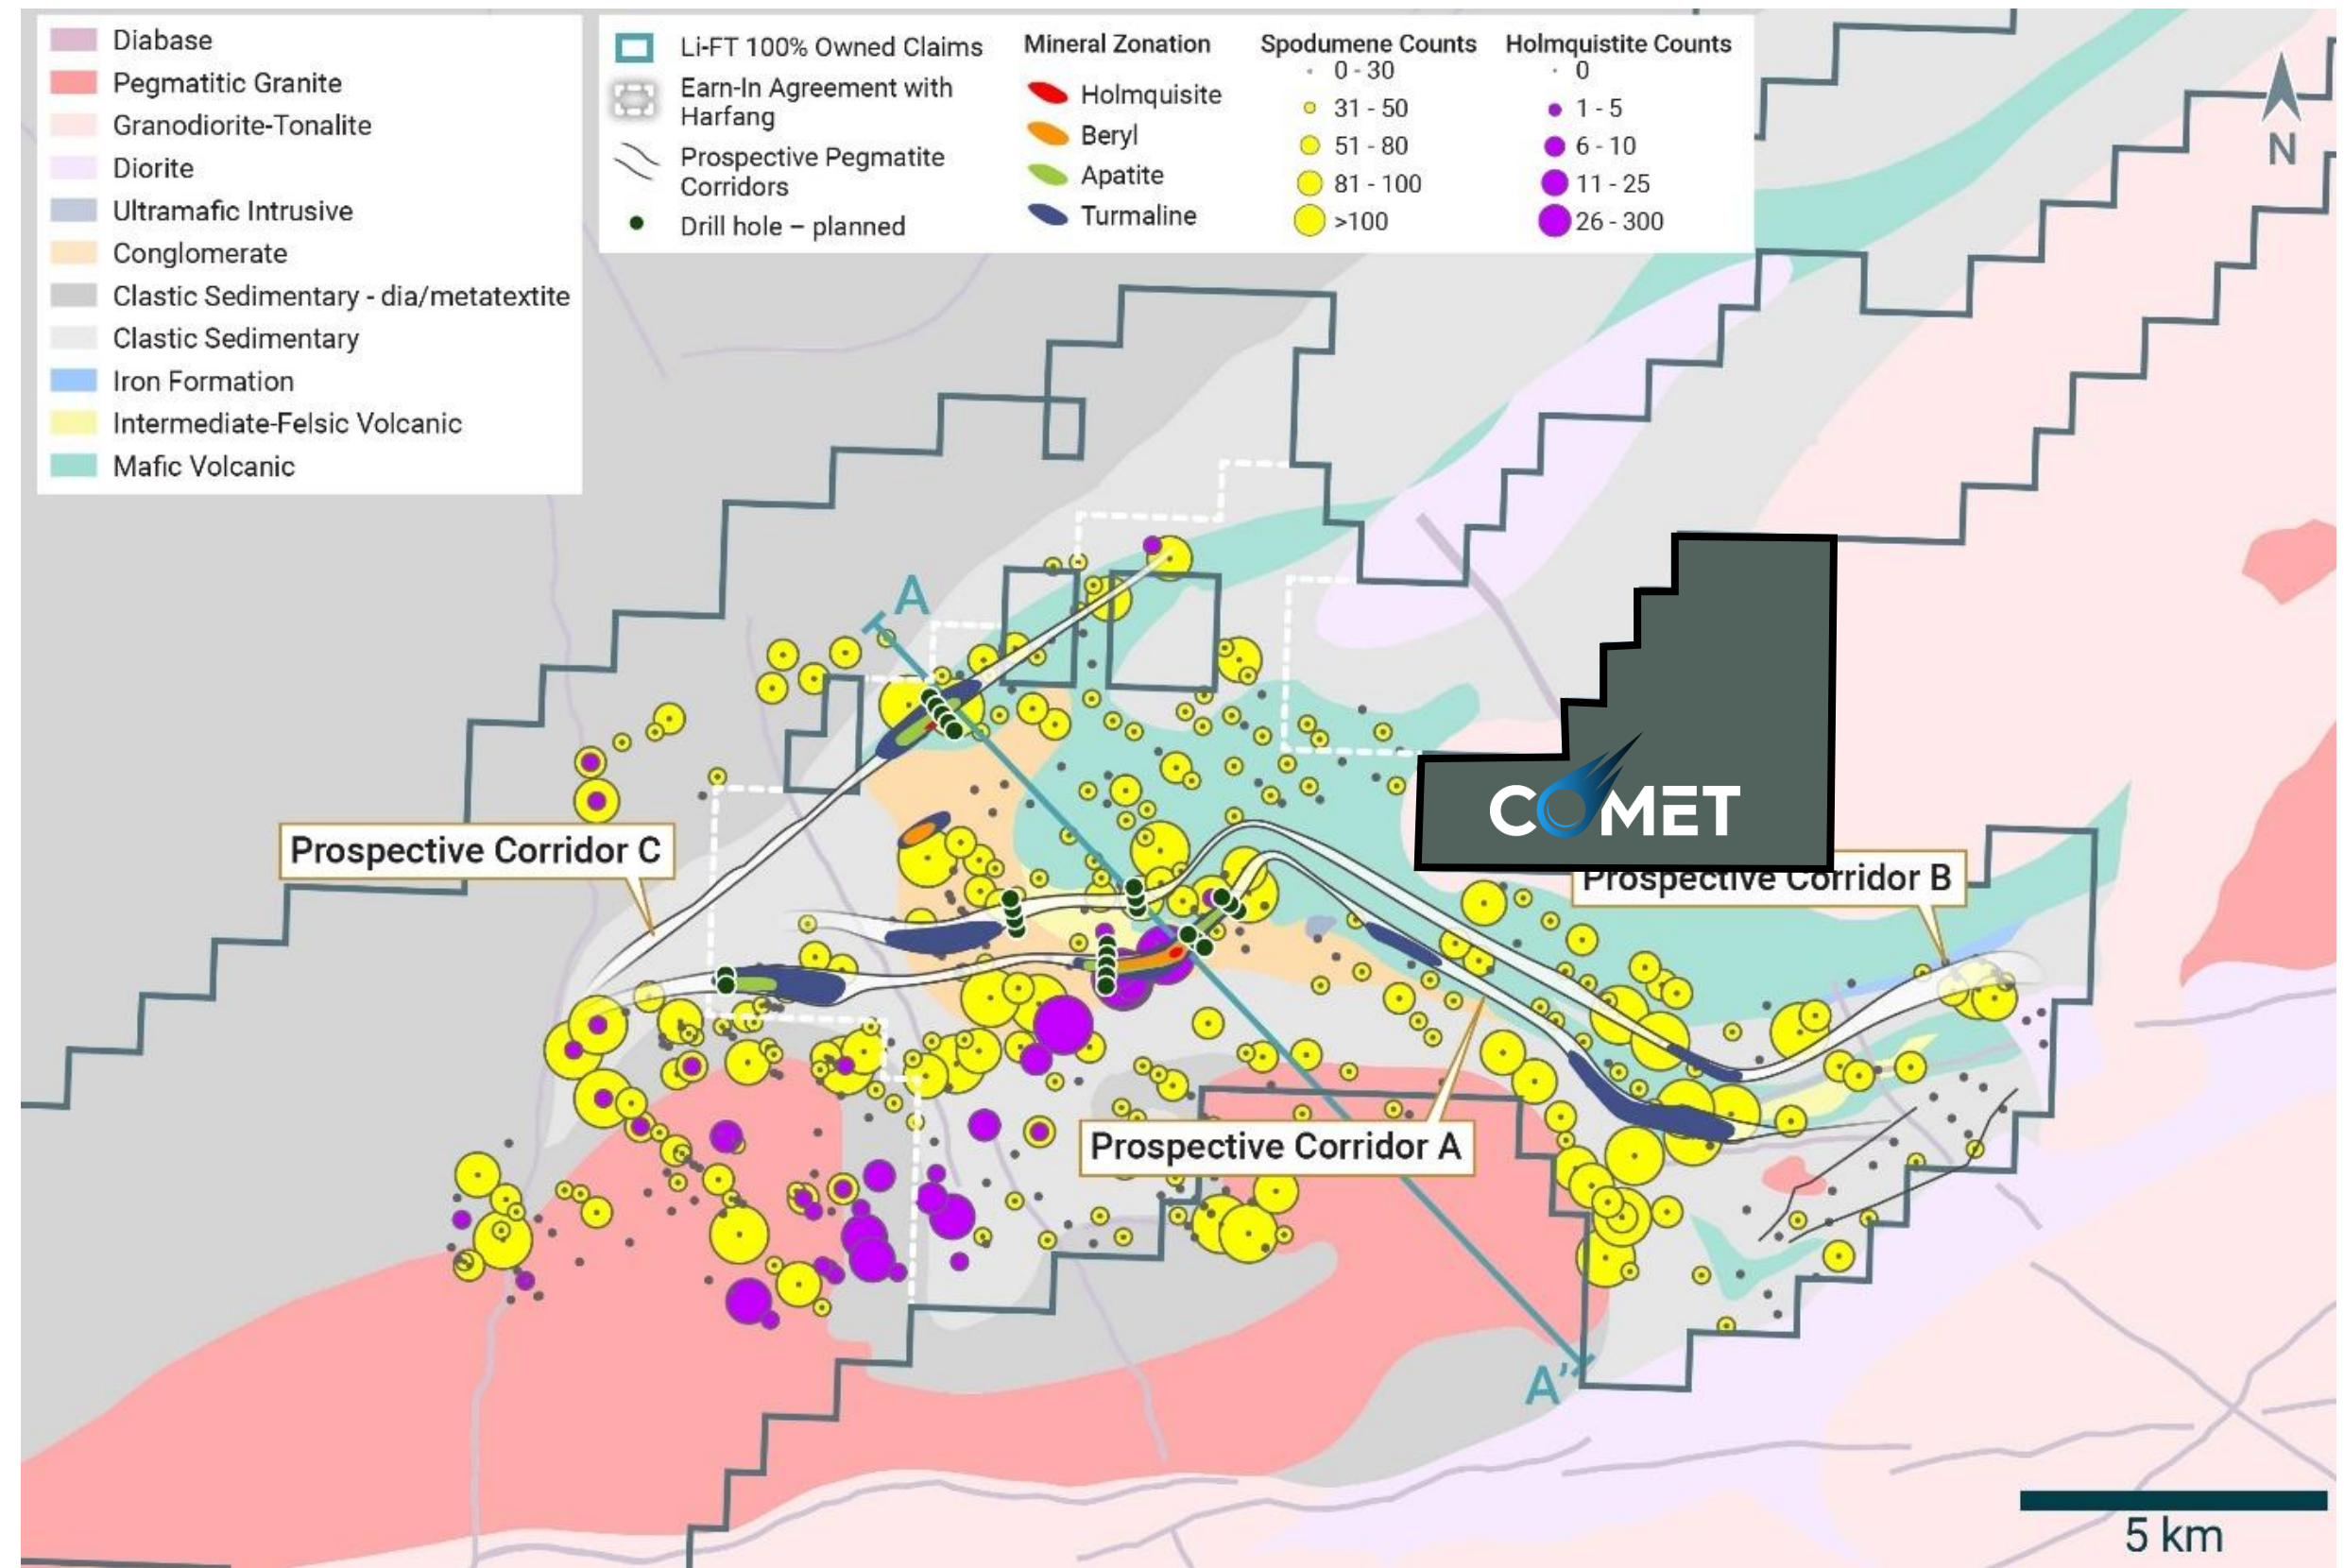 Diabase
Pegmatitic Granite
Granodiorite-Tonalite
Diorite
Ultramafic Intrusive
Conglomerate
Clastic Sedimentary - dia/metatextite
Clastic Sedimentary
Iron Formation
Intermediate-Felsic Volcanic
Mafic Volcanic
Li-FT 100% Owned Claims
Earn-In Agreement with
Harfang
Prospective Pegmatite
Corridors
Drill hole – planned
Mineral Zonation
Holmquisite
Beryl
Apatite
Turmaline
Spodumene Counts
0 - 30
31 - 50
51 - 80
81 - 100
>100
Holmquistite Counts
0
1 - 5
6 - 10
11 - 25
26 - 300
N
A
COMET
Prospective Corridor C
Prospective Corridor B
Prospective Corridor A
A’’
5 km